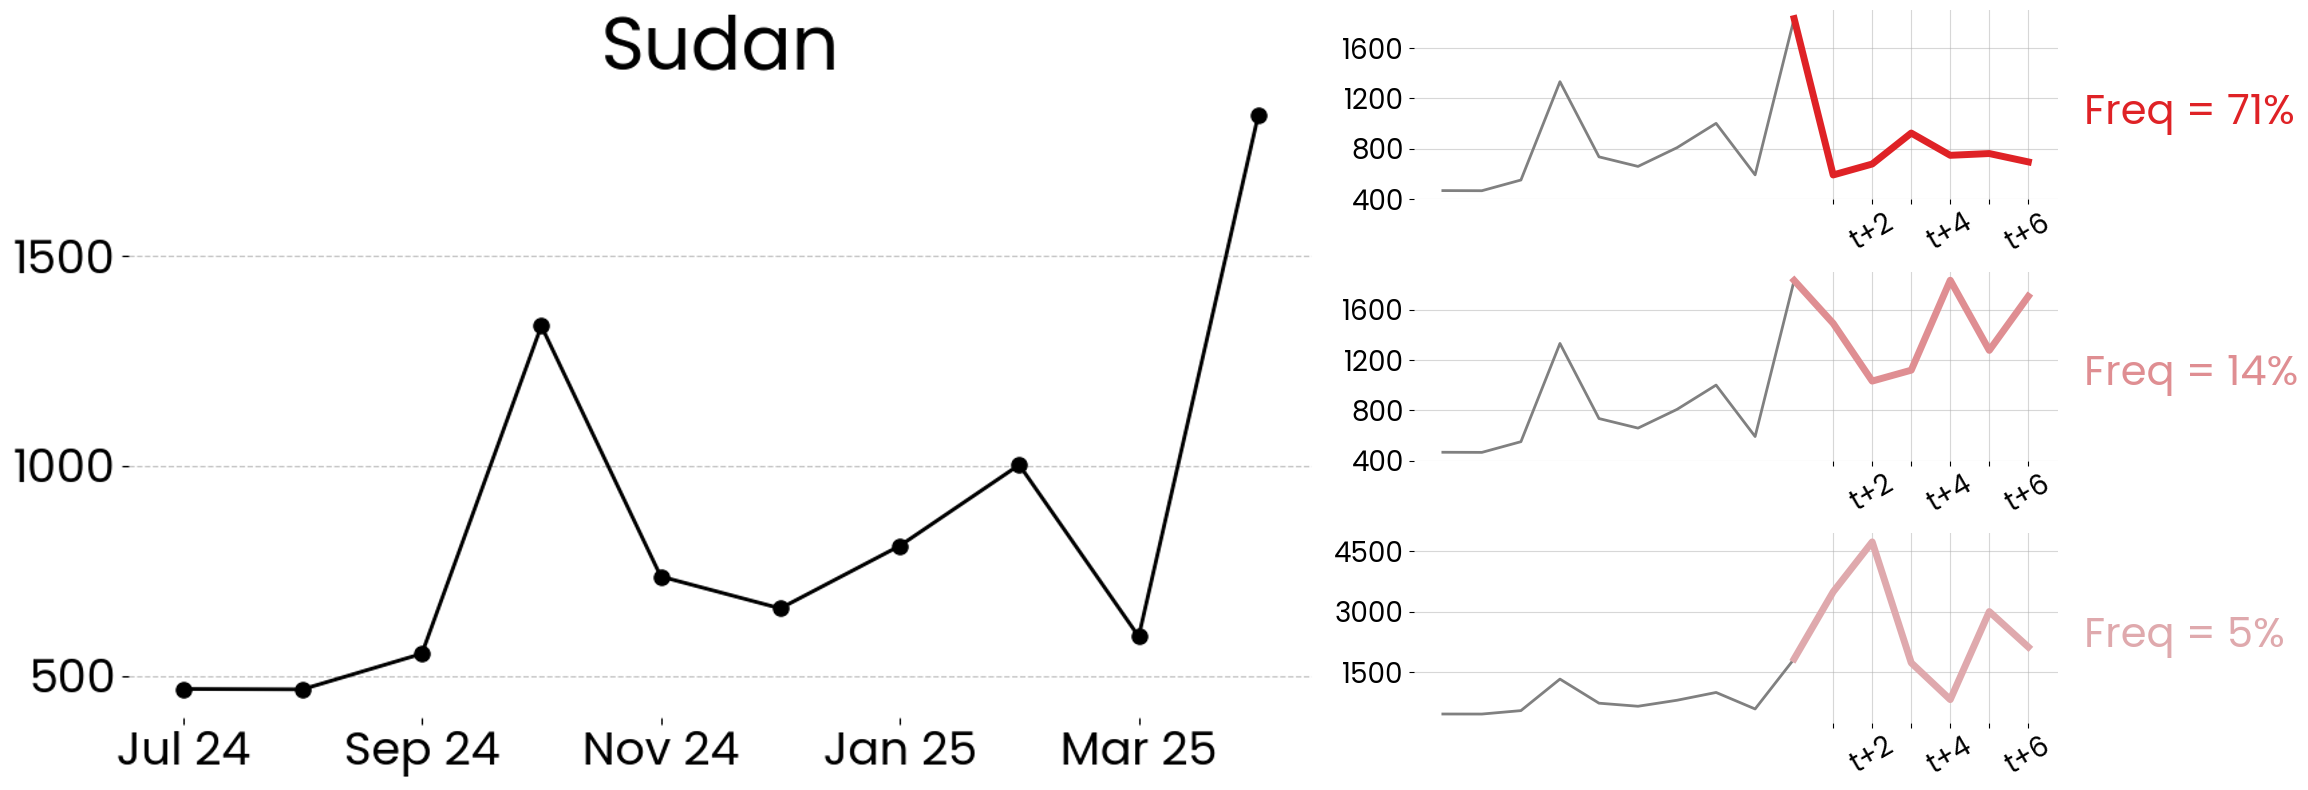 Sudan
1500
1000
500
Jul 24
Sep 24
Nov 24
Jan 25
Mar 25
1600
1200
800
400
t+2
t+4
t+6
Freq = 71%
1600
1200
800
400
t+2
t+4
t+6
Freq = 14%
4500
3000
1500
t+2
t+4
t+6
Freq = 5%